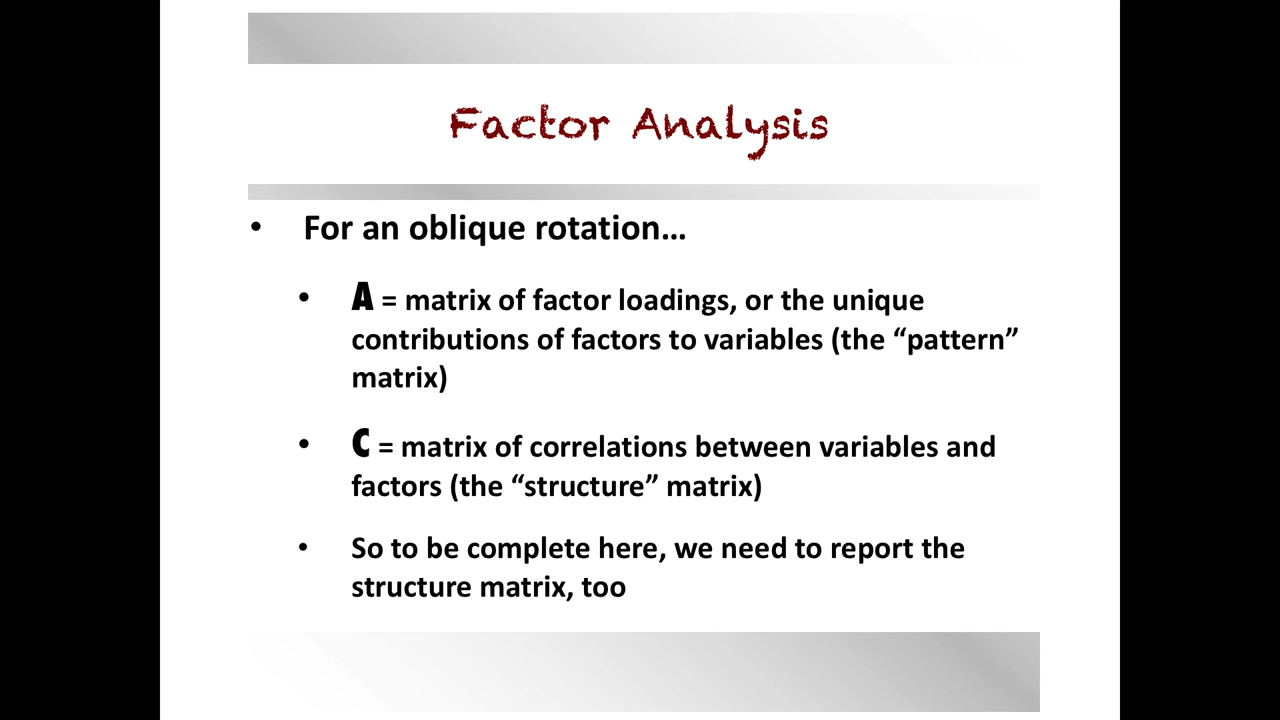 Factor Analysis
• For an oblique rotation…
• A = matrix of factor loadings, or the unique
contributions of factors to variables (the “pattern”
matrix)
• C = matrix of correlations between variables and
factors (the “structure” matrix)
• So to be complete here, we need to report the
structure matrix, too